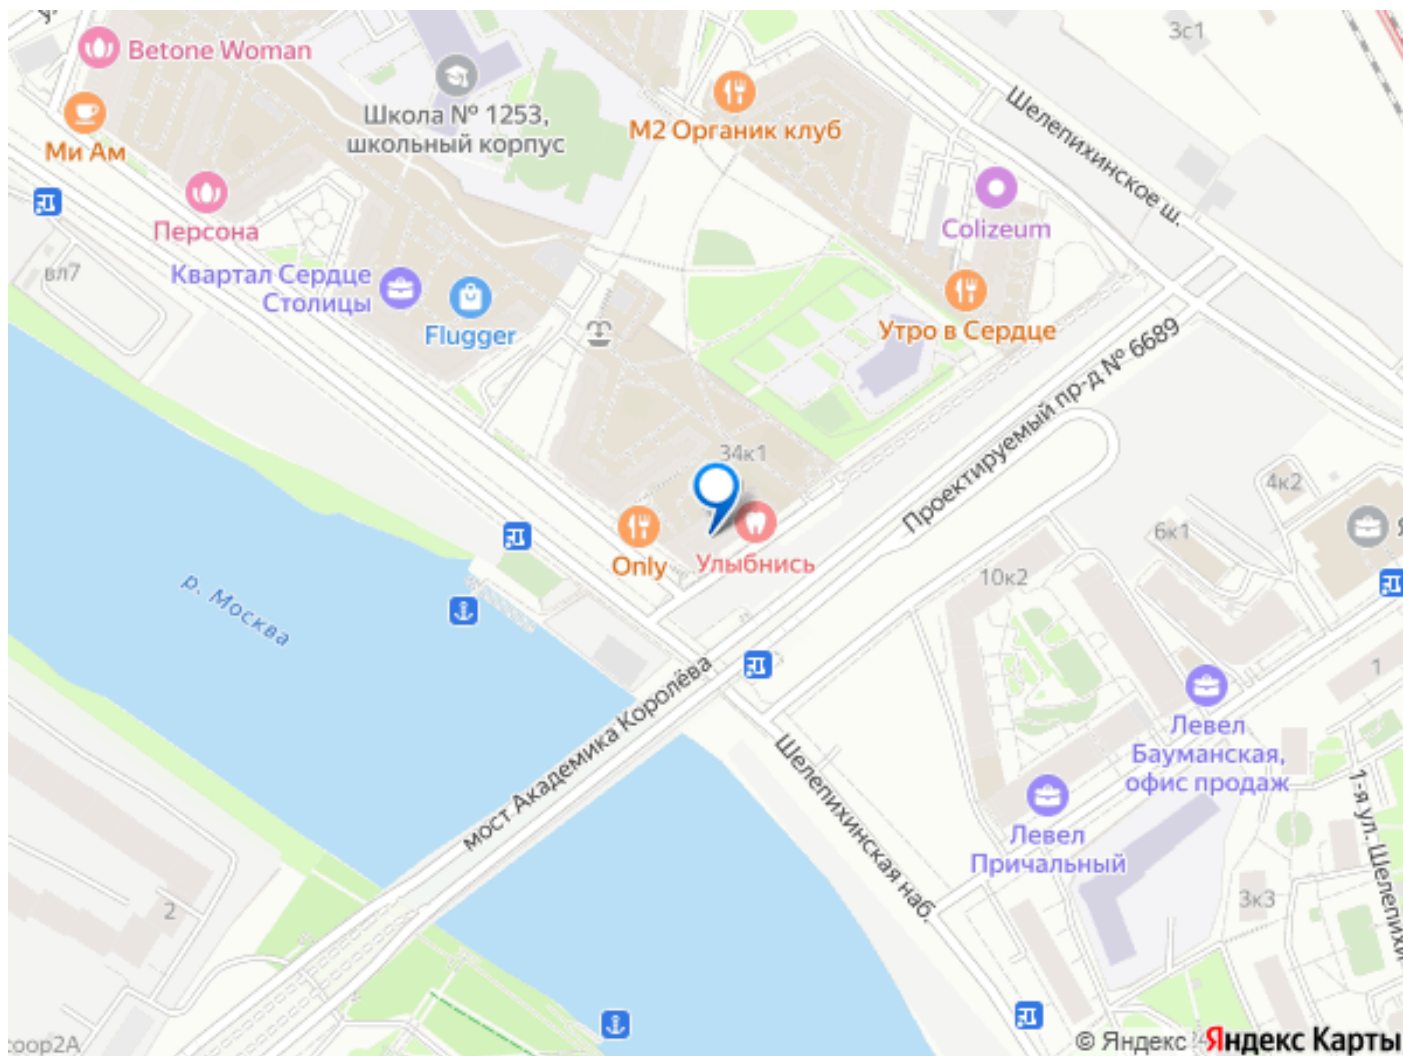 3с1
Betone Woman
Школа № 1253,
школьный корпус
М2 Органик клуб
Ми Ам
Шелепихинское ш.
Персона
Colizeum
вл7
Квартал Сердце
Столицы
Flugger
Утро в Сердце
Проектируемый пр-д № 6689
34к1
4к2
6к1
Only
Улыбнись
10к2
р. Москва
мост Академика Королёва
1
Левел
Бауманская,
офис продаж
Шелепихинская наб.
Левел
Причальный
1-я ул. Шелепихи
3к3
2
соор2А
© Яндекс Яндекс Карты